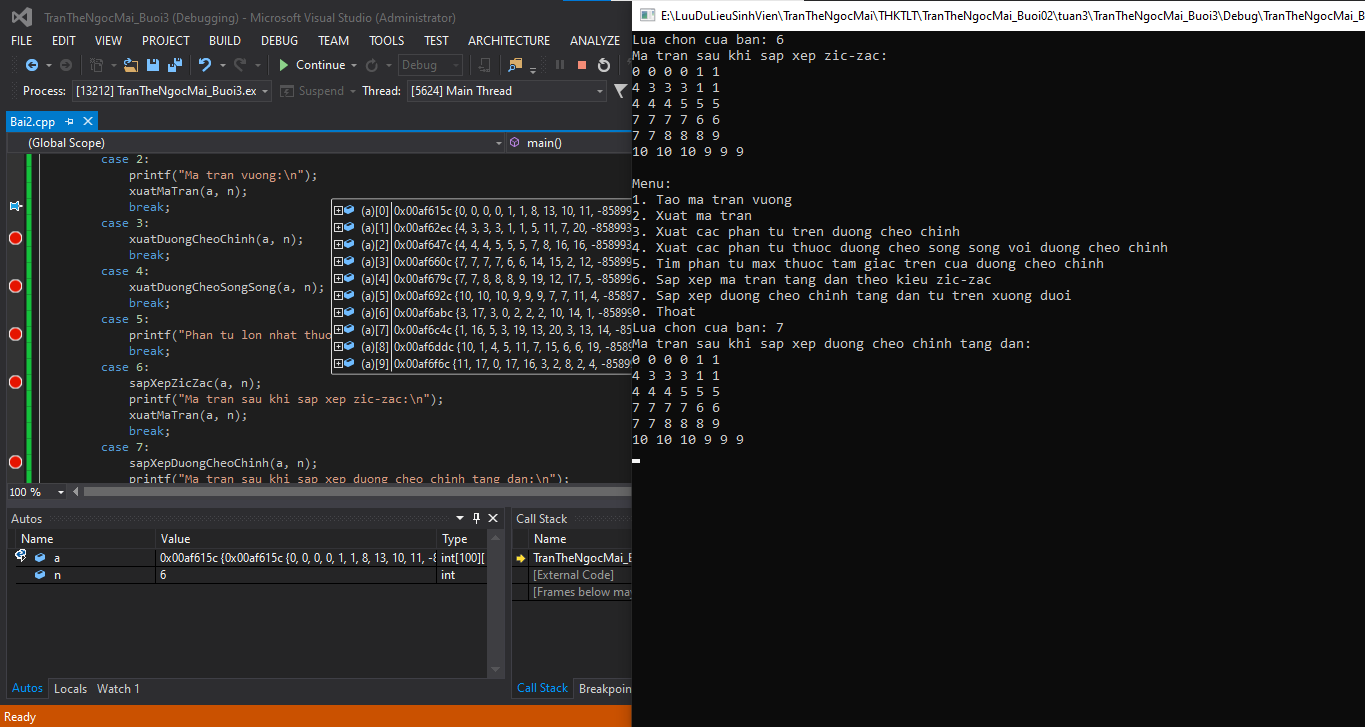 TranTheNgocMai_Buoi3 (Debugging) - Microsoft Visual Studio (Administrator)
FILE EDIT VIEW PROJECT BUILD DEBUG TEAM TOOLS TEST ARCHITECTURE ANALYZE
Continue Debug
Process: [13212] TranTheNgocMai_Buoi3.ex Suspend Thread: [5624] Main Thread
Bai2.cpp
(Global Scope) main()
case 2:
printf("Ma tran vuong:\n");
xuatMaTran(a, n);
break;
case 3:
xuatDuongCheoChinh(a, n);
break;
case 4:
xuatDuongCheoSongSong(a, n);
break;
case 5:
printf("Phan tu lon nhat thuo
break;
case 6:
sapXepZicZac(a, n);
printf("Ma tran sau khi sap xep zic-zac:\n");
xuatMaTran(a, n);
break;
case 7:
sapXepDuongCheoChinh(a, n);
printf("Ma tran sau khi sap xep duong cheo chinh tang dan:\n");
(a)[0] 0x00af615c {0, 0, 0, 0, 1, 1, 8, 13, 10, 11, -858993
(a)[1] 0x00af62ec {4, 3, 3, 3, 1, 1, 5, 11, 7, 20, -858993
(a)[2] 0x00af647c {4, 4, 4, 5, 5, 5, 7, 8, 16, 16, -858993
(a)[3] 0x00af660c {7, 7, 7, 7, 6, 6, 14, 15, 2, 12, -858993
(a)[4] 0x00af679c {7, 7, 8, 8, 8, 9, 19, 12, 17, 5, -858993
(a)[5] 0x00af692c {10, 10, 10, 9, 9, 9, 7, 7, 11, 4, -85899
(a)[6] 0x00af6abc {3, 17, 3, 0, 2, 2, 2, 10, 14, 1, -858993
(a)[7] 0x00af6c4c {1, 16, 5, 3, 19, 13, 20, 3, 13, 14, -85
(a)[8] 0x00af6ddc {10, 1, 4, 5, 11, 7, 15, 6, 6, 19, -8589
(a)[9] 0x00af6f6c {11, 17, 0, 17, 16, 3, 2, 8, 2, 4, -8589
100 %
Autos
Name Value Type
a 0x00af615c {0x00af615c {0, 0, 0, 0, 1, 1, 8, 13, 10, 11, -8 int[100][
n 6 int
Autos Locals Watch 1
Call Stack
Name
TranTheNgocMai_B
[External Code]
[Frames below may
Call Stack Breakpoin
Ready
E:\LuuDuLieuSinhVien\TranTheNgocMai\THKTLT\TranTheNgocMai_Buoi02\tuan3\TranTheNgocMai_Buoi3\Debug\TranTheNgocMai_B
Lua chon cua ban: 6
Ma tran sau khi sap xep zic-zac:
0 0 0 0 1 1
4 3 3 3 1 1
4 4 4 5 5 5
7 7 7 7 6 6
7 7 8 8 8 9
10 10 10 9 9 9
Menu:
1. Tao ma tran vuong
2. Xuat ma tran
3. Xuat cac phan tu tren duong cheo chinh
4. Xuat cac phan tu thuoc duong cheo song song voi duong cheo chinh
5. Tim phan tu max thuoc tam giac tren cua duong cheo chinh
6. Sap xep ma tran tang dan theo kieu zic-zac
7. Sap xep duong cheo chinh tang dan tu tren xuong duoi
0. Thoat
Lua chon cua ban: 7
Ma tran sau khi sap xep duong cheo chinh tang dan:
0 0 0 0 1 1
4 3 3 3 1 1
4 4 4 5 5 5
7 7 7 7 6 6
7 7 8 8 8 9
10 10 10 9 9 9